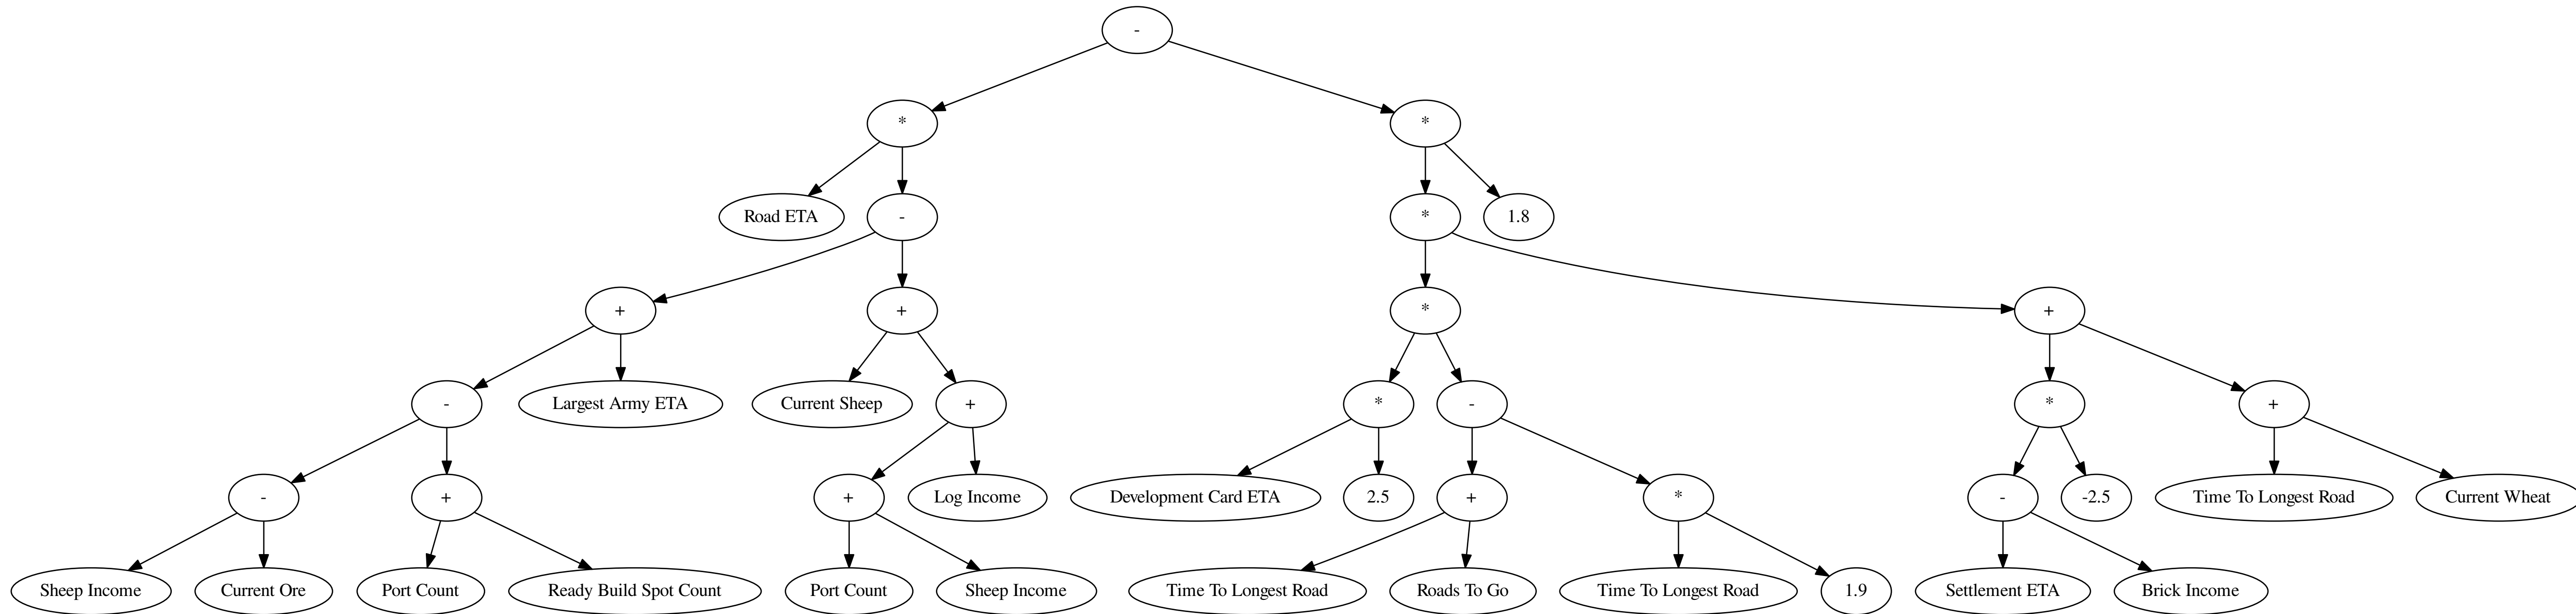 -
*
*
Road ETA
-
*
1.8
+
+
*
+
-
Largest Army ETA
Current Sheep
+
*
-
*
+
-
+
+
Log Income
Development Card ETA
2.5
+
*
-
-2.5
Time To Longest Road
Current Wheat
Sheep Income
Current Ore
Port Count
Ready Build Spot Count
Port Count
Sheep Income
Time To Longest Road
Roads To Go
Time To Longest Road
1.9
Settlement ETA
Brick Income